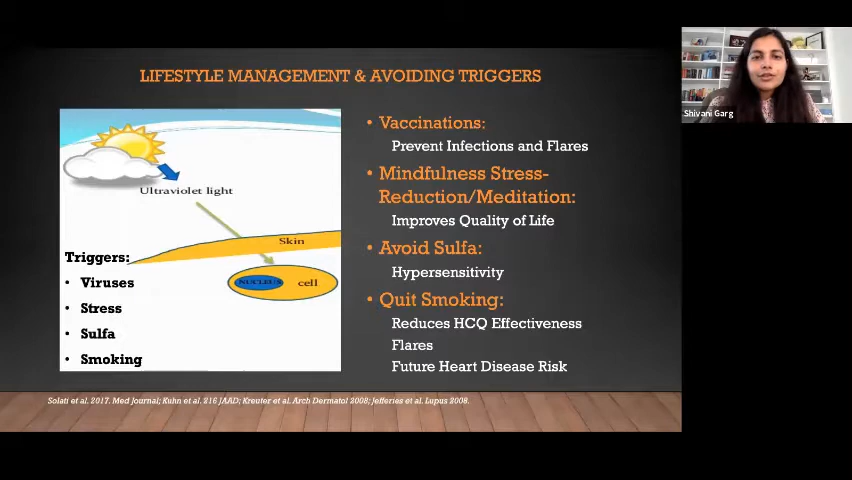 LIFESTYLE MANAGEMENT & AVOIDING TRIGGERS
Ultraviolet light
Skin
NUCLEUS
cell
Triggers:
• Viruses
• Stress
• Sulfa
• Smoking
• Vaccinations:
Prevent Infections and Flares
• Mindfulness Stress-
Reduction/Meditation:
Improves Quality of Life
• Avoid Sulfa:
Hypersensitivity
• Quit Smoking:
Reduces HCQ Effectiveness
Flares
Future Heart Disease Risk
Solati et al. 2017. Med Journal; Kuhn et al. 216 JAAD; Kreuter et al. Arch Dermatol 2008; Jefferies et al. Lupus 2008.
Shivani Garg